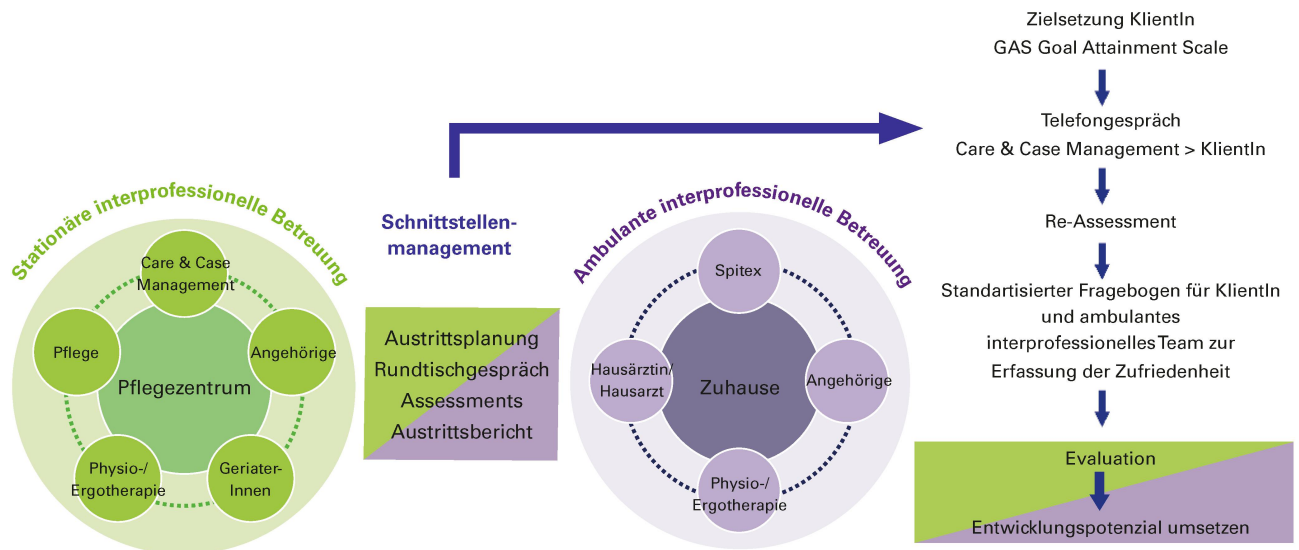 Stationäre interprofessionelle Betreuung
Care & Case
Management
Pflege
Angehörige
Pflegezentrum
Physio-/
Ergotherapie
Geriater-
Innen
Schnittstellen-
management
Austrittsplanung
Rundtischgespräch
Assessments
Austrittsbericht
Ambulante interprofessionelle Betreuung
Spitex
Hausärztin/
Hausarzt
Zuhause
Angehörige
Physio-/
Ergotherapie
Zielsetzung KlientIn
GAS Goal Attainment Scale
Telefongespräch
Care & Case Management > KlientIn
Re-Assessment
Standartisierter Fragebogen für KlientIn
und ambulantes
interprofessionelles Team zur
Erfassung der Zufriedenheit
Evaluation
Entwicklungspotenzial umsetzen